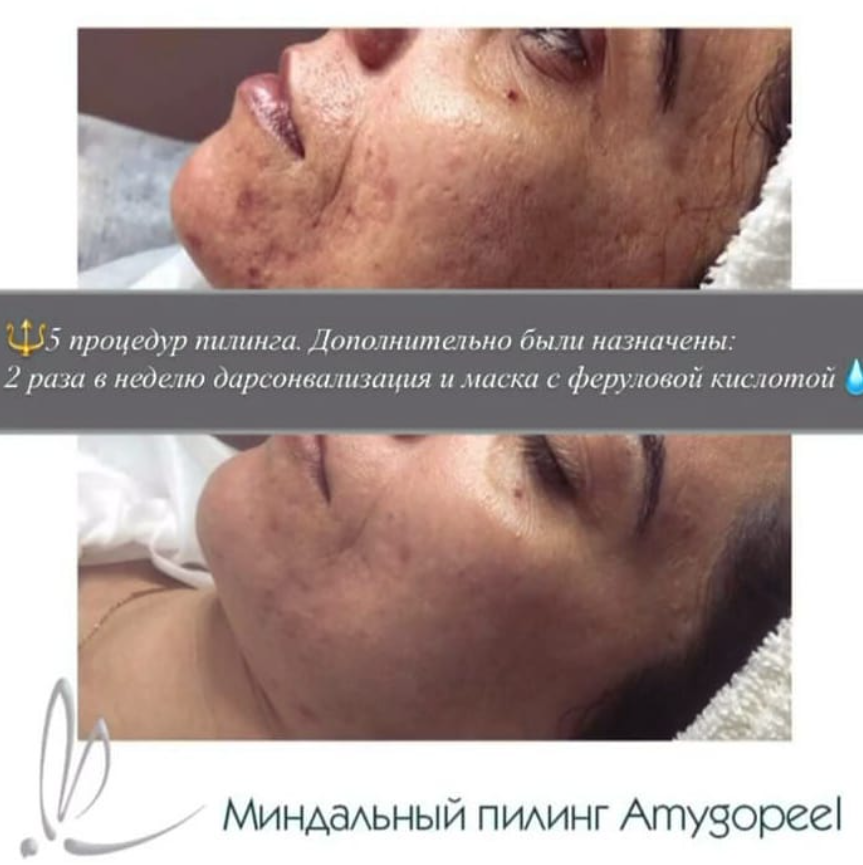 🔱5 процедур пилинга. Дополнительно были назначены:
2 раза в неделю дарсонвализация и маска с феруловой кислотой 💧
Миндальный пилинг Amygopeel